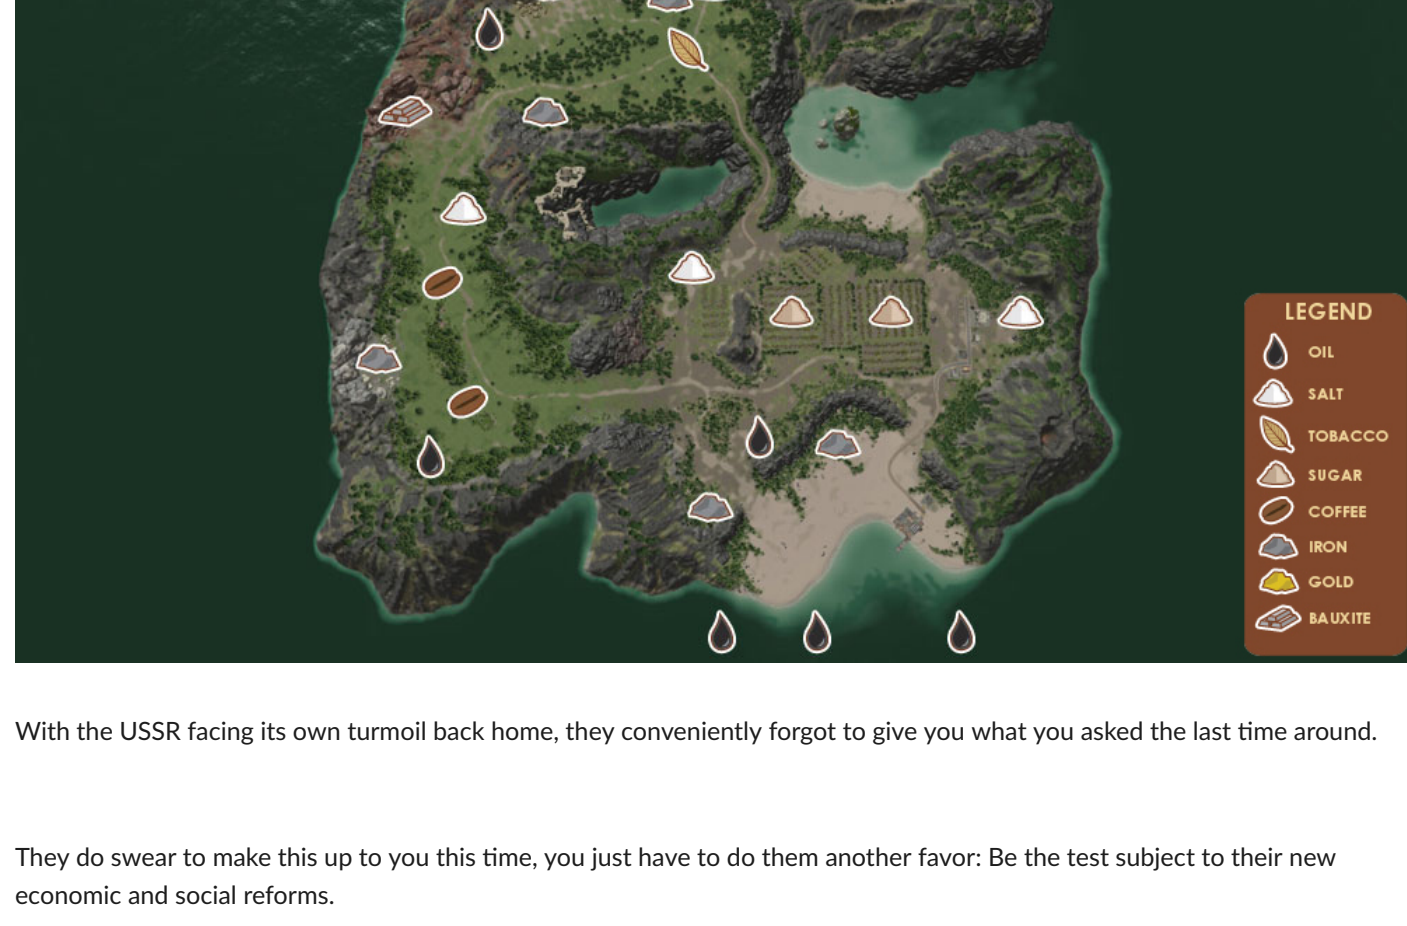 LEGEND
OIL
SALT
TOBACCO
SUGAR
COFFEE
IRON
GOLD
BAUXITE
With the USSR facing its own turmoil back home, they conveniently forgot to give you what you asked the last time around.
They do swear to make this up to you this time, you just have to do them another favor: Be the test subject to their new
economic and social reforms.